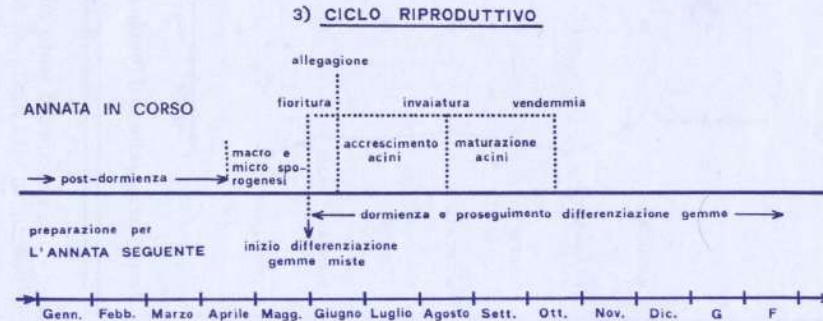 3) CICLO RIPRODUTTIVO
allegagione
ANNATA IN CORSO
fioritura
invaiatura
vendemmia
macro e
micro spo-
rogenesi
accrescimento
acini
maturazione
acini
post-dormienza
dormienza e proseguimento differenziazione gemme
preparazione per
L'ANNATA SEGUENTE
inizio differenziazione
gemme miste
Genn. Febb. Marzo Aprile Magg. Giugno Luglio Agosto Sett. Ott. Nov. Dic. G F